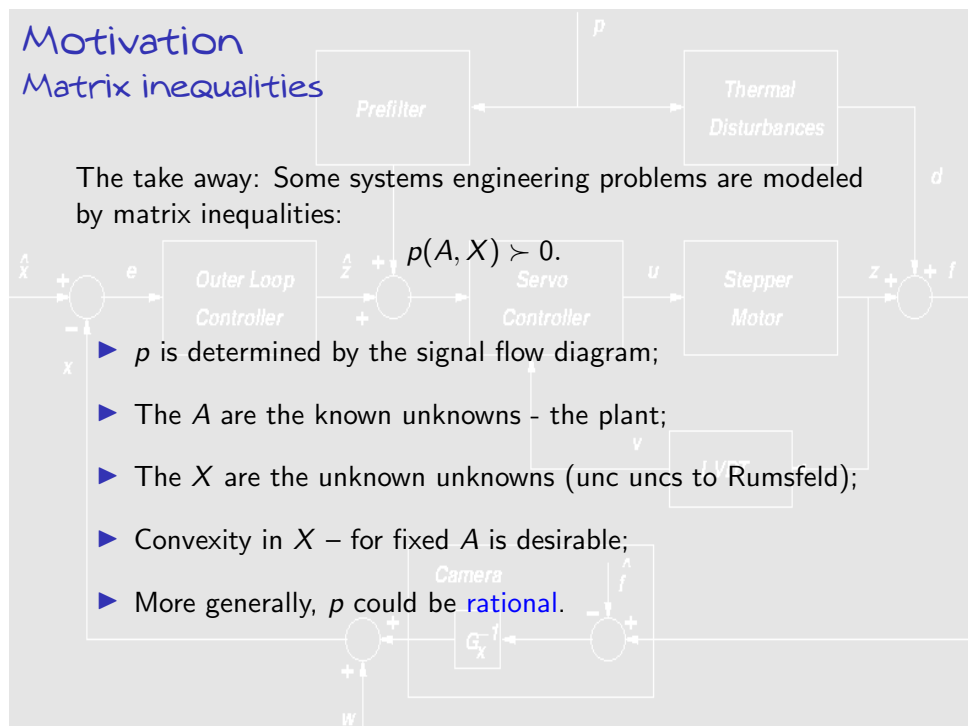 Motivation
Matrix inequalities
p
Prefilter
Thermal
Disturbances
The take away: Some systems engineering problems are modeled
d
by matrix inequalities:
p(A, X) ≻ 0.
x̂
+
e
Outer Loop
Controller
ẑ
+
+
Servo
Controller
u
Stepper
Motor
z
+
+
f
-
x
▶ p is determined by the signal flow diagram;
▶ The A are the known unknowns - the plant;
v
▶ The X are the unknown unknowns (unc uncs to Rumsfeld);
▶ Convexity in X – for fixed A is desirable;
Camera
f̂
▶ More generally, p could be rational.
-
+
+
G_x^-1
+
w